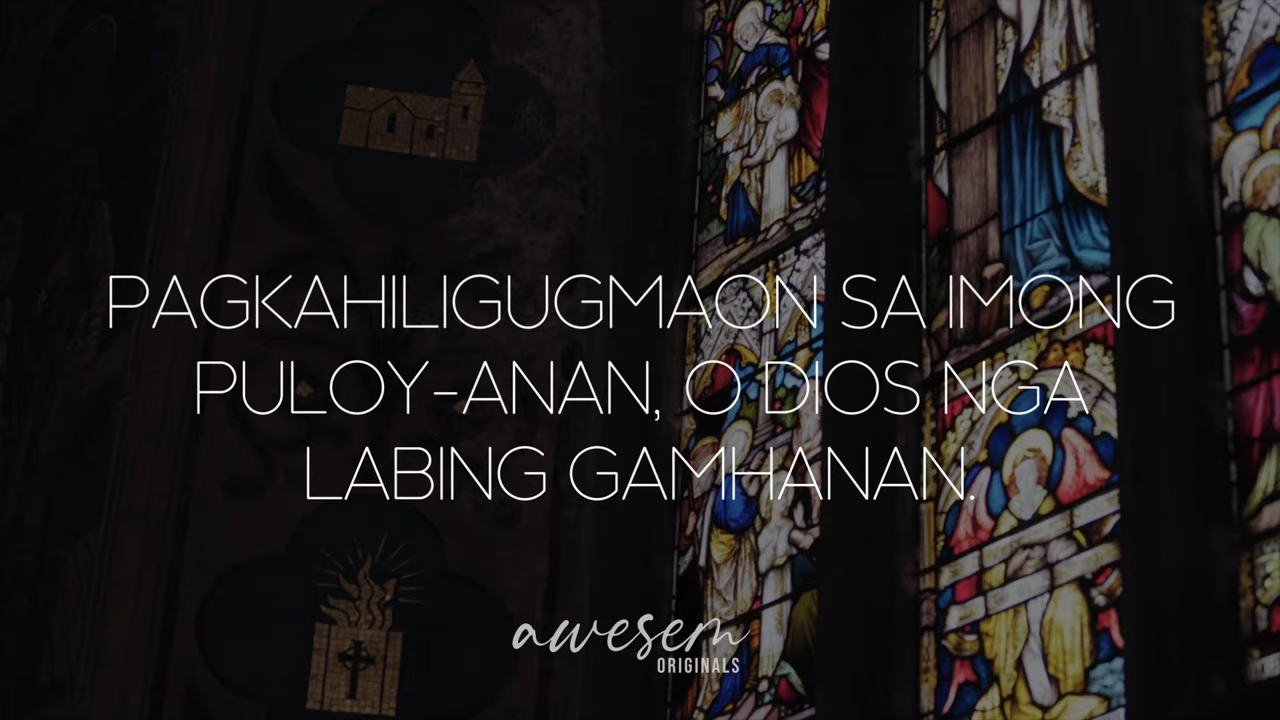 PAGKAHILIGUGMAON SA IMONG
PULOY-ANAN, O DIOS NGA
LABING GAMHANAN.
awesem
ORIGINALS